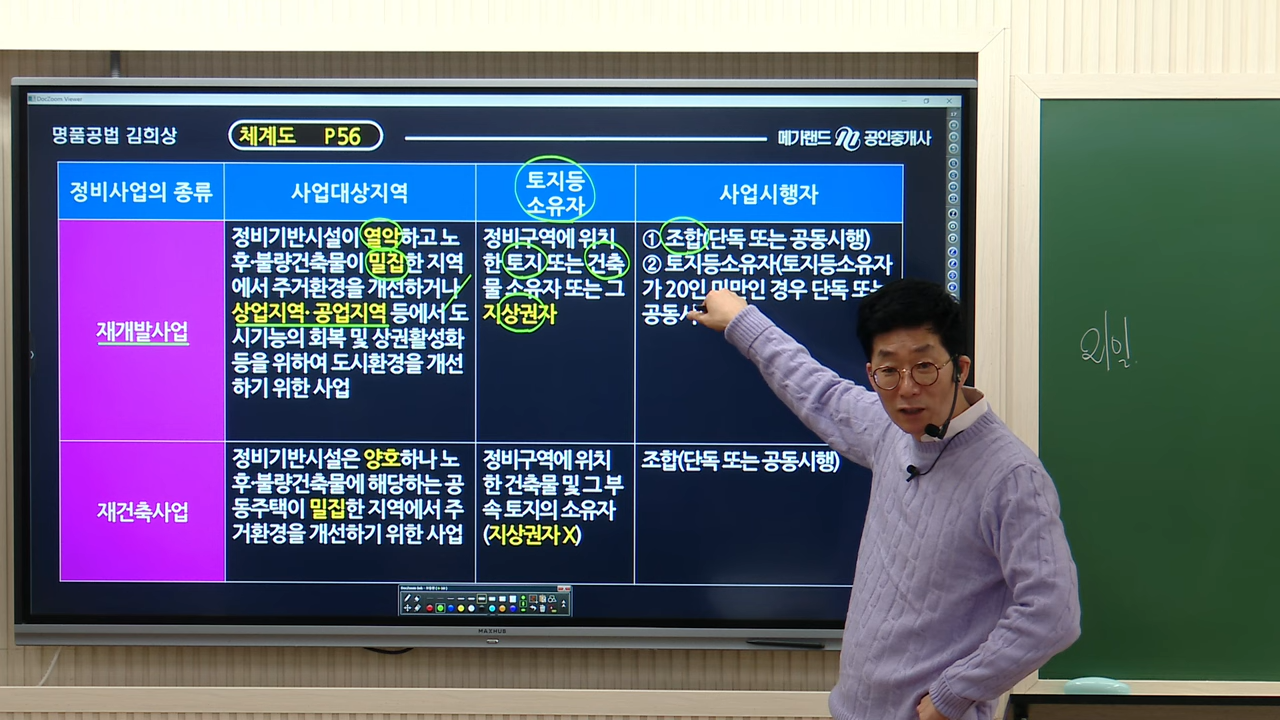 DocZoom Viewer
명품공법 김희상
체계도 P56
메가랜드 공인중개사
정비사업의 종류
사업대상지역
토지등
소유자
사업시행자
재개발사업
정비기반시설이 열악하고 노
후·불량건축물이 밀집한 지역
에서 주거환경을 개선하거나
상업지역·공업지역 등에서 도
시기능의 회복 및 상권활성화
등을 위하여 도시환경을 개선
하기 위한 사업
정비구역에 위치
한 토지 또는 건축
물 소유자 또는 그
지상권자
① 조합(단독 또는 공동시행)
② 토지등소유자(토지등소유자
가 20인 미만인 경우 단독 또는
공동시
재건축사업
정비기반시설은 양호하나 노
후·불량건축물에 해당하는 공
동주택이 밀집한 지역에서 주
거환경을 개선하기 위한 사업
정비구역에 위치
한 건축물 및 그 부
속 토지의 소유자
(지상권자 X)
조합(단독 또는 공동시행)
MAXHUB